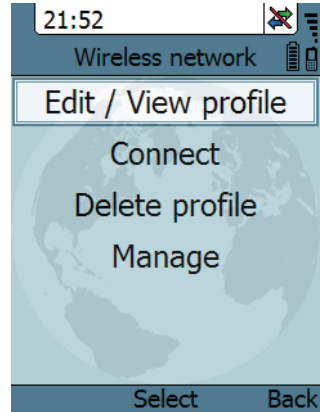 21:52
Wireless network
Edit / View profile
Connect
Delete profile
Manage
Select Back